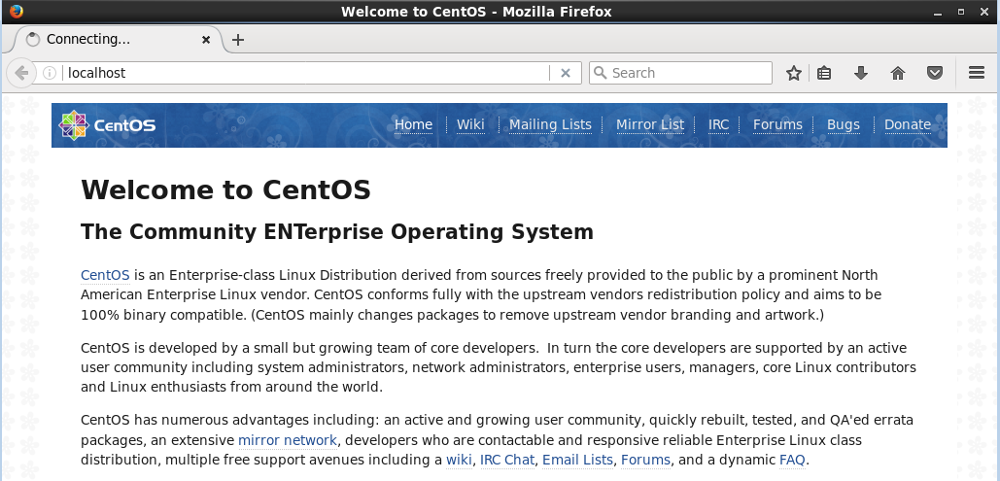 Welcome to CentOS - Mozilla Firefox
Connecting...
localhost
Search
CentOS
Home Wiki Mailing Lists Mirror List IRC Forums Bugs Donate
Welcome to CentOS
The Community ENTerprise Operating System
CentOS is an Enterprise-class Linux Distribution derived from sources freely provided to the public by a prominent North
American Enterprise Linux vendor. CentOS conforms fully with the upstream vendors redistribution policy and aims to be
100% binary compatible. (CentOS mainly changes packages to remove upstream vendor branding and artwork.)
CentOS is developed by a small but growing team of core developers.  In turn the core developers are supported by an active
user community including system administrators, network administrators, enterprise users, managers, core Linux contributors
and Linux enthusiasts from around the world.
CentOS has numerous advantages including: an active and growing user community, quickly rebuilt, tested, and QA'ed errata
packages, an extensive mirror network, developers who are contactable and responsive reliable Enterprise Linux class
distribution, multiple free support avenues including a wiki, IRC Chat, Email Lists, Forums, and a dynamic FAQ.